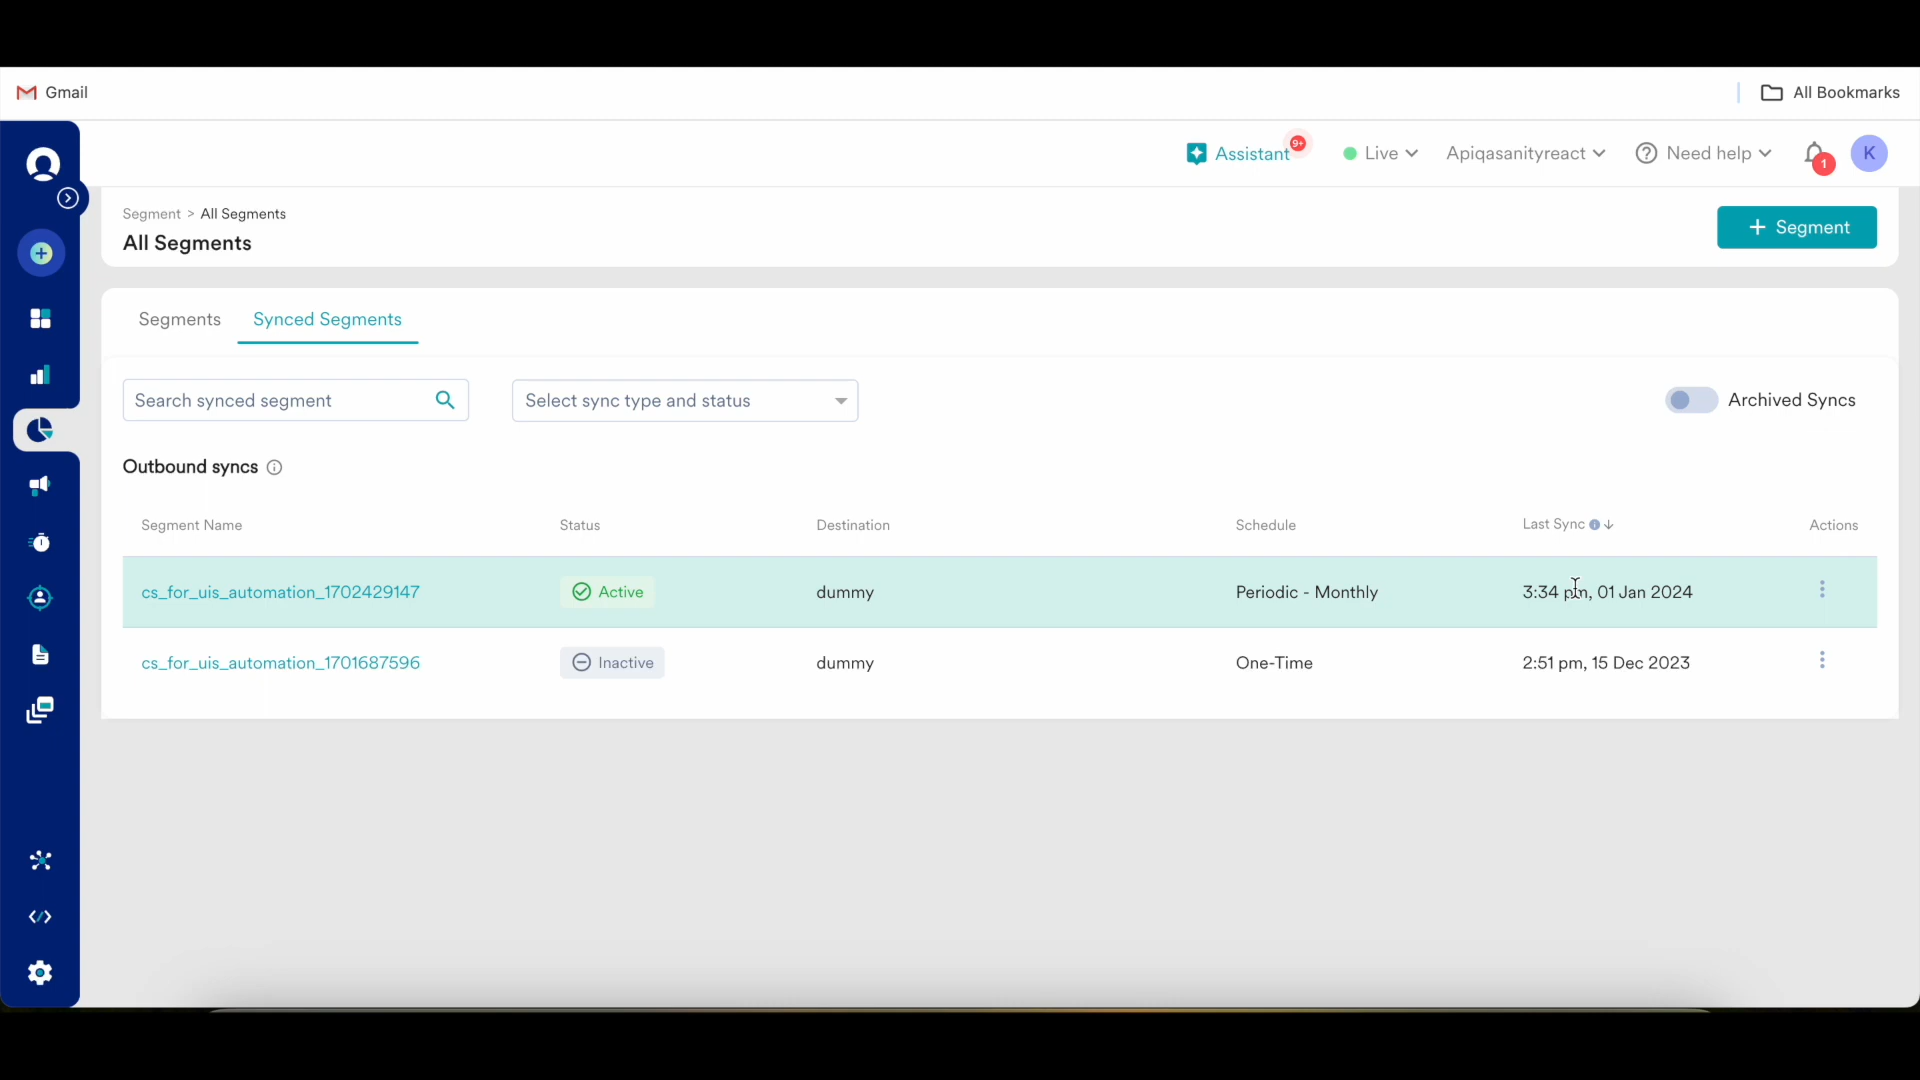 Gmail
All Bookmarks
Assistant 9+ Live Apiqasanityreact Need help 1 K
Segment > All Segments
All Segments
+ Segment
Segments Synced Segments
Search synced segment Select sync type and status Archived Syncs
Outbound syncs
Segment Name Status Destination Schedule Last Sync Actions
cs_for_uis_automation_1702429147 Active dummy Periodic - Monthly 3:34 pm, 01 Jan 2024
cs_for_uis_automation_1701687596 Inactive dummy One-Time 2:51 pm, 15 Dec 2023